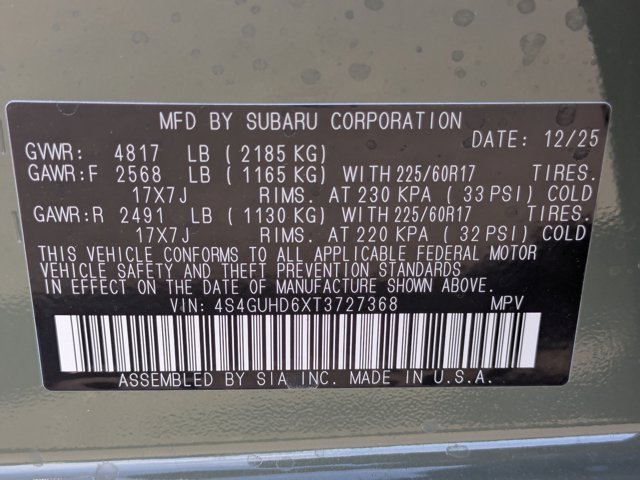 MFD BY SUBARU CORPORATION
DATE: 12/25
GVWR: 4817 LB (2185 KG)
GAWR:F 2568 LB (1165 KG) WITH 225/60R17 TIRES.
17X7J RIMS. AT 230 KPA (33 PSI) COLD
GAWR:R 2491 LB (1130 KG) WITH 225/60R17 TIRES.
17X7J RIMS. AT 220 KPA (32 PSI) COLD
THIS VEHICLE CONFORMS TO ALL APPLICABLE FEDERAL MOTOR
VEHICLE SAFETY AND THEFT PREVENTION STANDARDS
IN EFFECT ON THE DATE OF MANUFACTURE SHOWN ABOVE.
VIN: 4S4GUHD6XT3727368 MPV
ASSEMBLED BY SIA INC. MADE IN U.S.A.